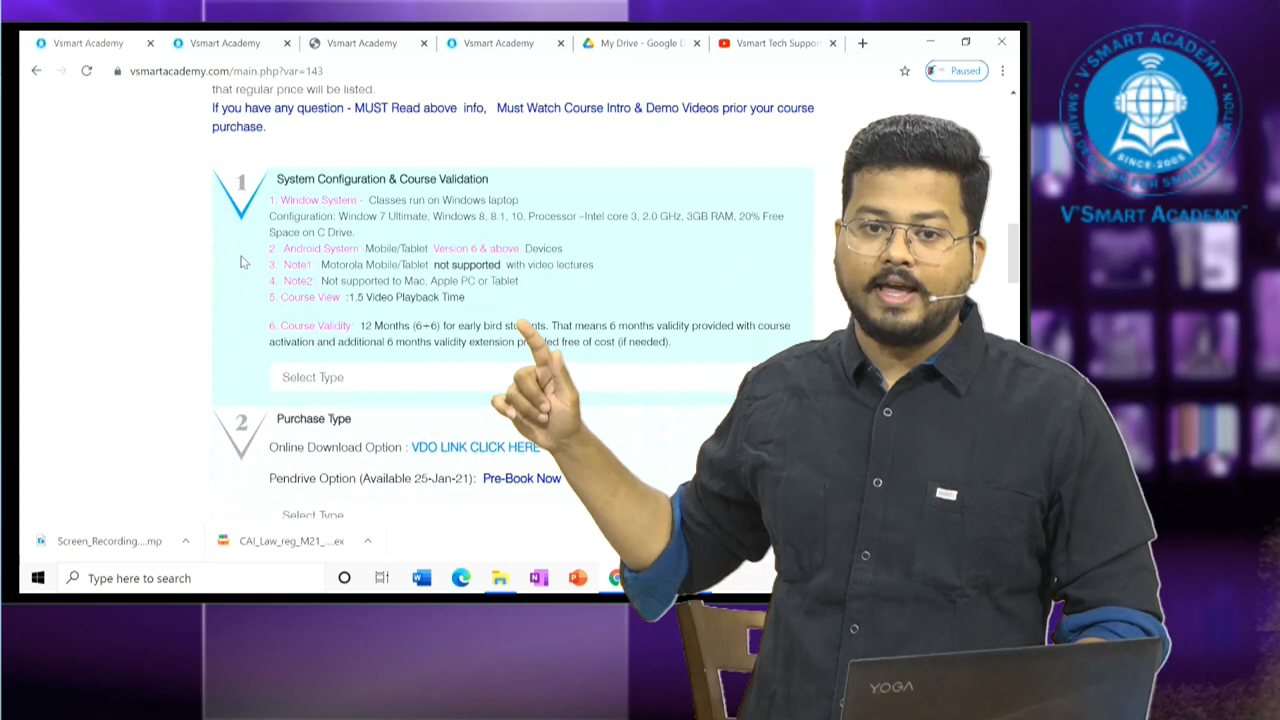 Vsmart Academy
Vsmart Academy
Vsmart Academy
Vsmart Academy
My Drive - Google D
Vsmart Tech Suppor
vsmartacademy.com/main.php?var=143
Paused
that regular price will be listed.
If you have any question - MUST Read above info, Must Watch Course Intro & Demo Videos prior your course
purchase.
1
System Configuration & Course Validation
1. Window System - Classes run on Windows laptop
Configuration: Window 7 Ultimate, Windows 8, 8.1, 10, Processor –Intel core 3, 2.0 GHz, 3GB RAM, 20% Free
Space on C Drive.
2. Android System -Mobile/Tablet Version 6 & above Devices
3. Note1: Motorola Mobile/Tablet not supported with video lectures
4. Note2: Not supported to Mac, Apple PC or Tablet
5. Course View :1.5 Video Playback Time
6. Course Validity: 12 Months (6+6) for early bird students. That means 6 months validity provided with course
activation and additional 6 months validity extension provided free of cost (if needed).
Select Type
2
Purchase Type
Online Download Option : VDO LINK CLICK HERE
Pendrive Option (Available 25-Jan-21): Pre-Book Now
Select Type
Screen_Recording....mp
CAI_Law_reg_M21_....ex
Type here to search
V'SMART ACADEMY
SMART DECISION FOR SMART EDUCATION
SINCE-2005
V'SMART ACADEMY
YOGA